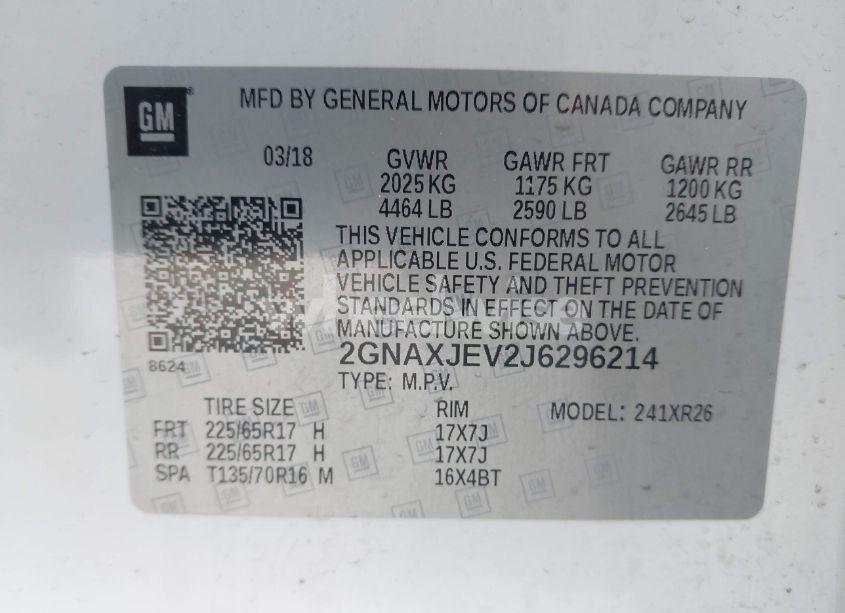 GM
MFD BY GENERAL MOTORS OF CANADA COMPANY
03/18 GVWR GAWR FRT GAWR RR
2025 KG 1175 KG 1200 KG
4464 LB 2590 LB 2645 LB
THIS VEHICLE CONFORMS TO ALL
APPLICABLE U.S. FEDERAL MOTOR
VEHICLE SAFETY AND THEFT PREVENTION
STANDARDS IN EFFECT ON THE DATE OF
MANUFACTURE SHOWN ABOVE.
2GNAXJEV2J6296214
8624
TYPE: M.P.V.
TIRE SIZE RIM MODEL: 241XR26
FRT 225/65R17 H 17X7J
RR 225/65R17 H 17X7J
SPA T135/70R16 M 16X4BT